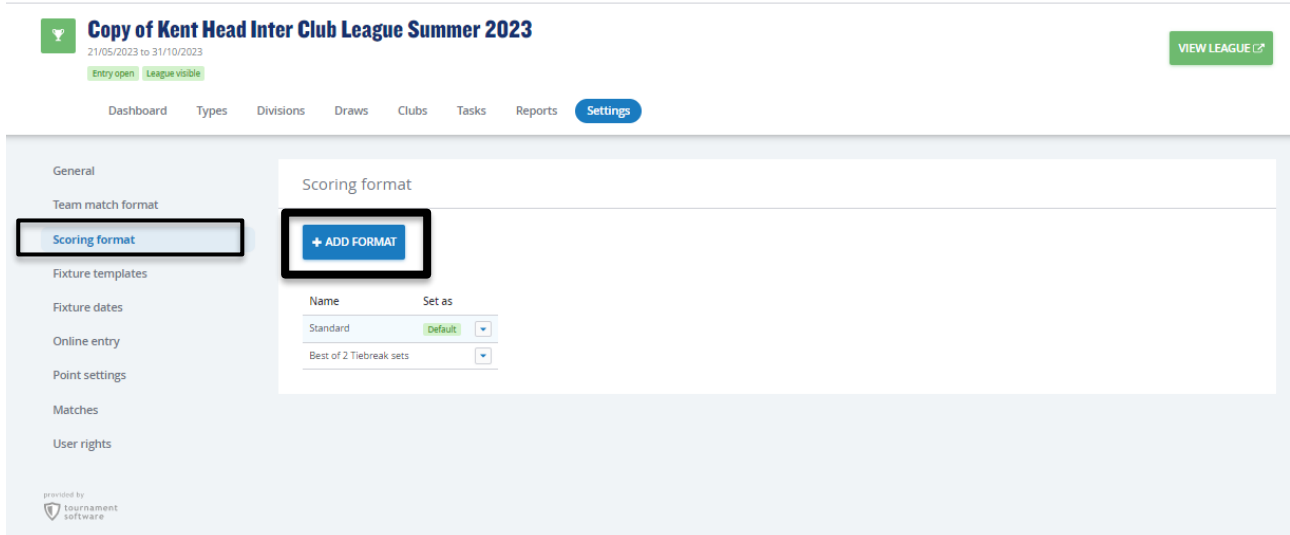 Copy of Kent Head Inter Club League Summer 2023
21/05/2023 to 31/10/2023
Entry open League visible
VIEW LEAGUE
Dashboard Types Divisions Draws Clubs Tasks Reports Settings
General
Team match format
Scoring format
Fixture templates
Fixture dates
Online entry
Point settings
Matches
User rights
provided by
tournament
software
Scoring format
+ ADD FORMAT
Name Set as
Standard Default
Best of 2 Tiebreak sets